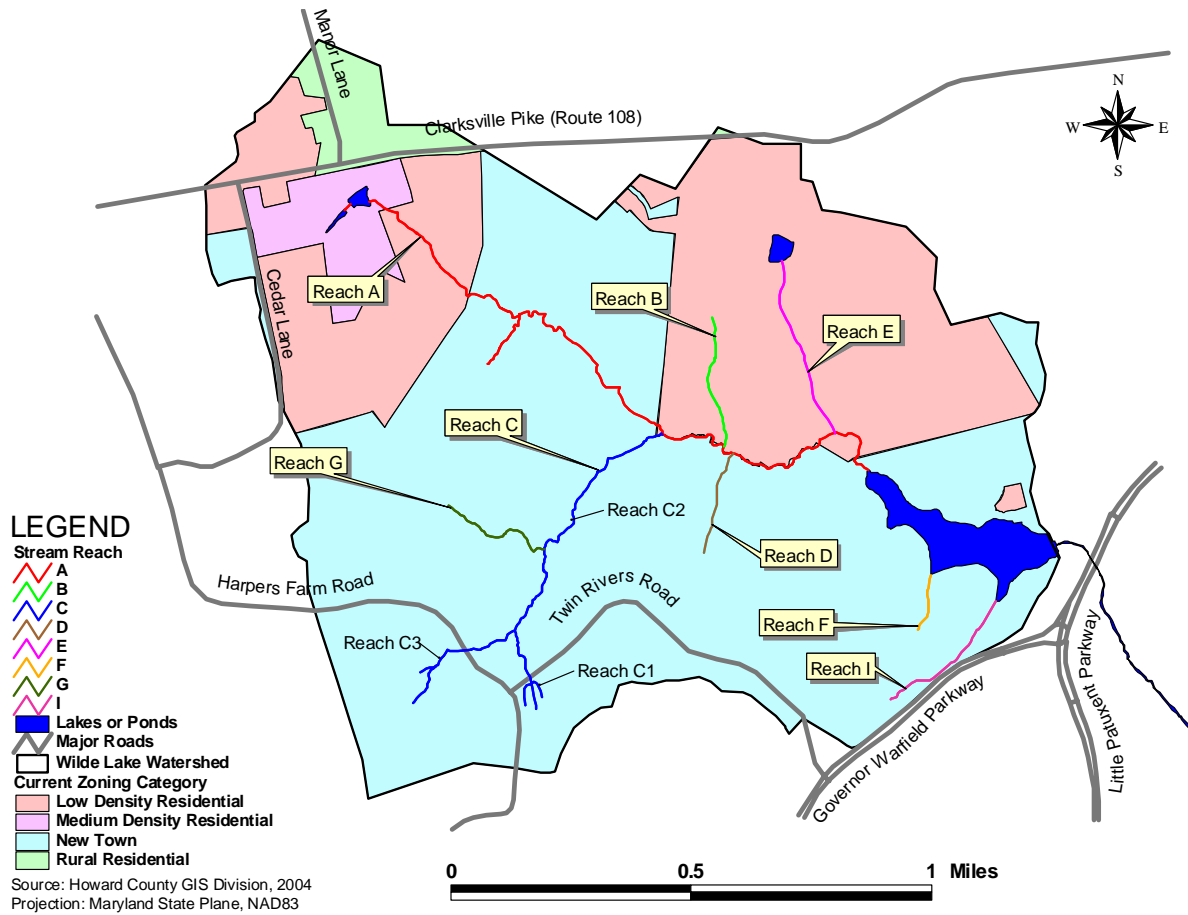 Manor Lane
Clarksville Pike (Route 108)
N
W
E
S
Reach A
Cedar Lane
Reach B
Reach E
Reach C
Reach G
Reach C2
Reach D
Harpers Farm Road
Twin Rivers Road
Reach F
Reach C3
Reach C1
Reach I
Governor Warfield Parkway
Little Patuxent Parkway
LEGEND
Stream Reach
A
B
C
D
E
F
G
I
Lakes or Ponds
Major Roads
Wilde Lake Watershed
Current Zoning Category
Low Density Residential
Medium Density Residential
New Town
Rural Residential
Source: Howard County GIS Division, 2004
Projection: Maryland State Plane, NAD83
0 0.5 1 Miles